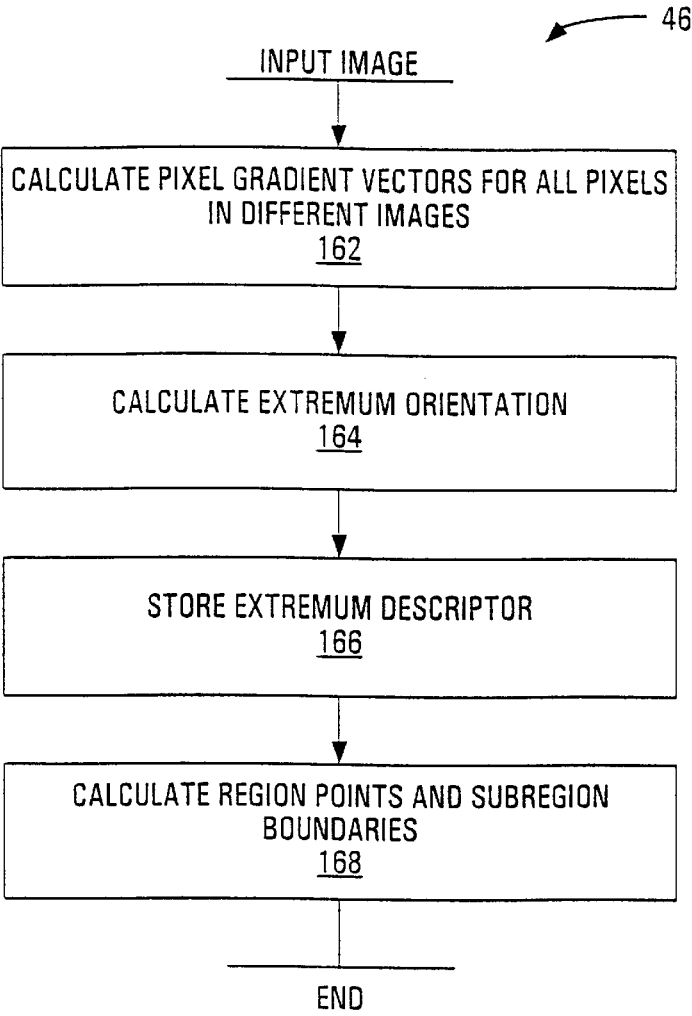 46
INPUT IMAGE
CALCULATE PIXEL GRADIENT VECTORS FOR ALL PIXELS
IN DIFFERENT IMAGES
162
CALCULATE EXTREMUM ORIENTATION
164
STORE EXTREMUM DESCRIPTOR
166
CALCULATE REGION POINTS AND SUBREGION
BOUNDARIES
168
END